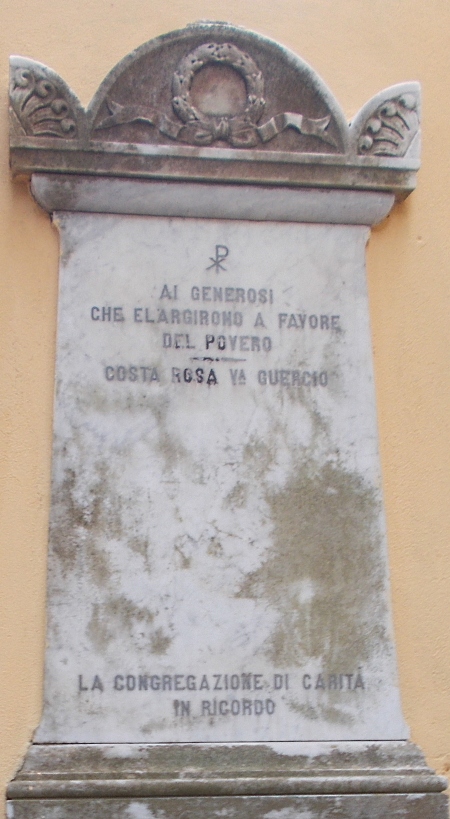 ☧
AI GENEROSI
CHE ELARGIRONO A FAVORE
DEL POVERO
COSTA ROSA Vᴬ GUERCIO
LA CONGREGAZIONE DI CARITÀ
IN RICORDO